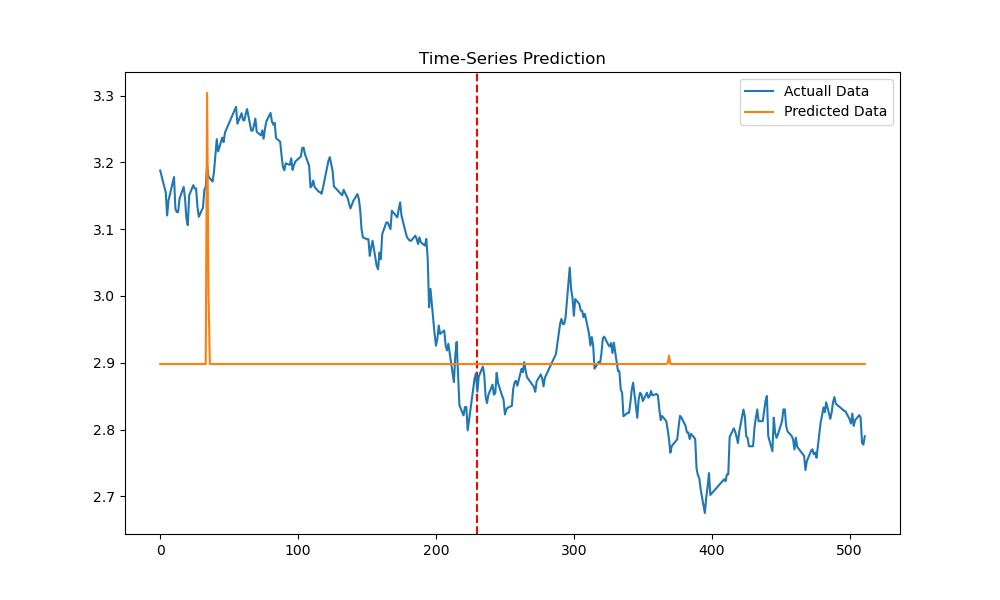 Time-Series Prediction
Actuall Data
Predicted Data
3.3
3.2
3.1
3.0
2.9
2.8
2.7
0 100 200 300 400 500